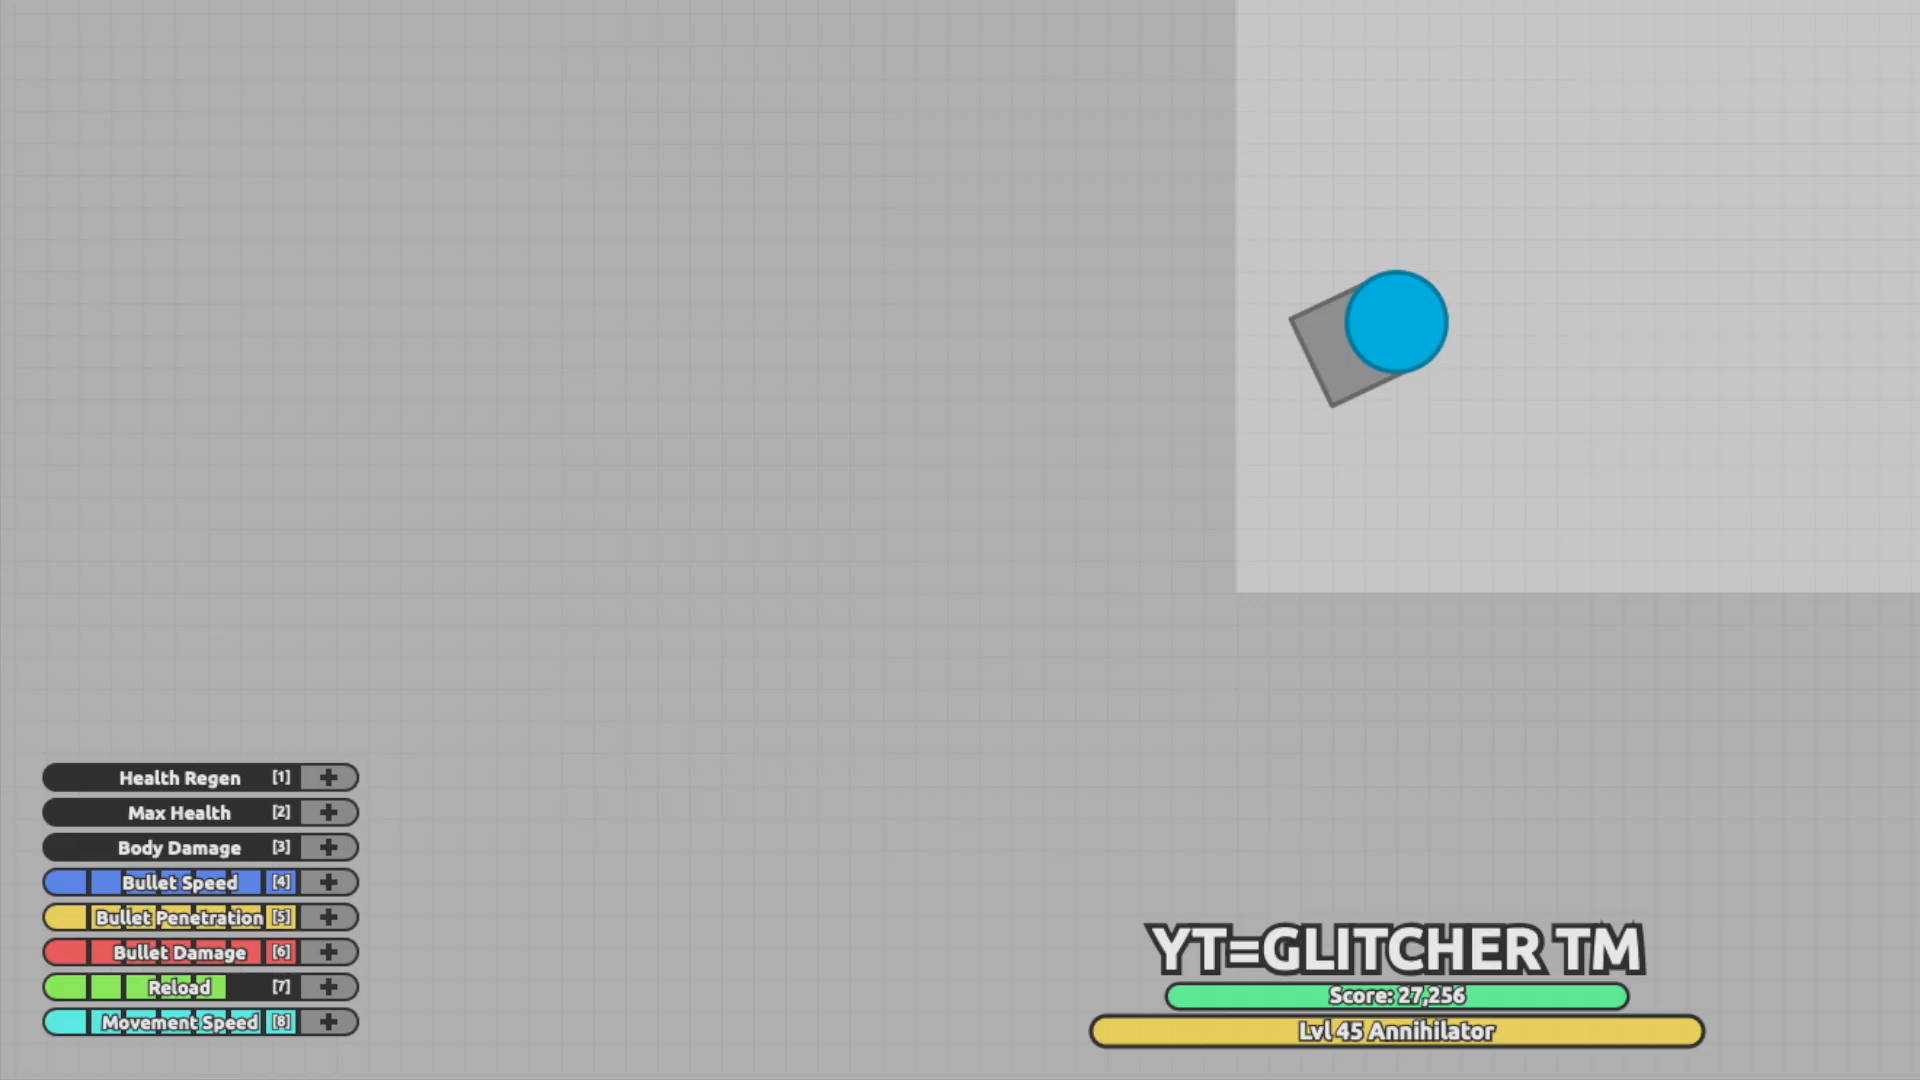 Health Regen [1]
Max Health [2]
Body Damage [3]
Bullet Speed [4]
Bullet Penetration [5]
Bullet Damage [6]
Reload [7]
Movement Speed [8]
YT=GLITCHER TM
Score: 27,256
Lvl 45 Annihilator